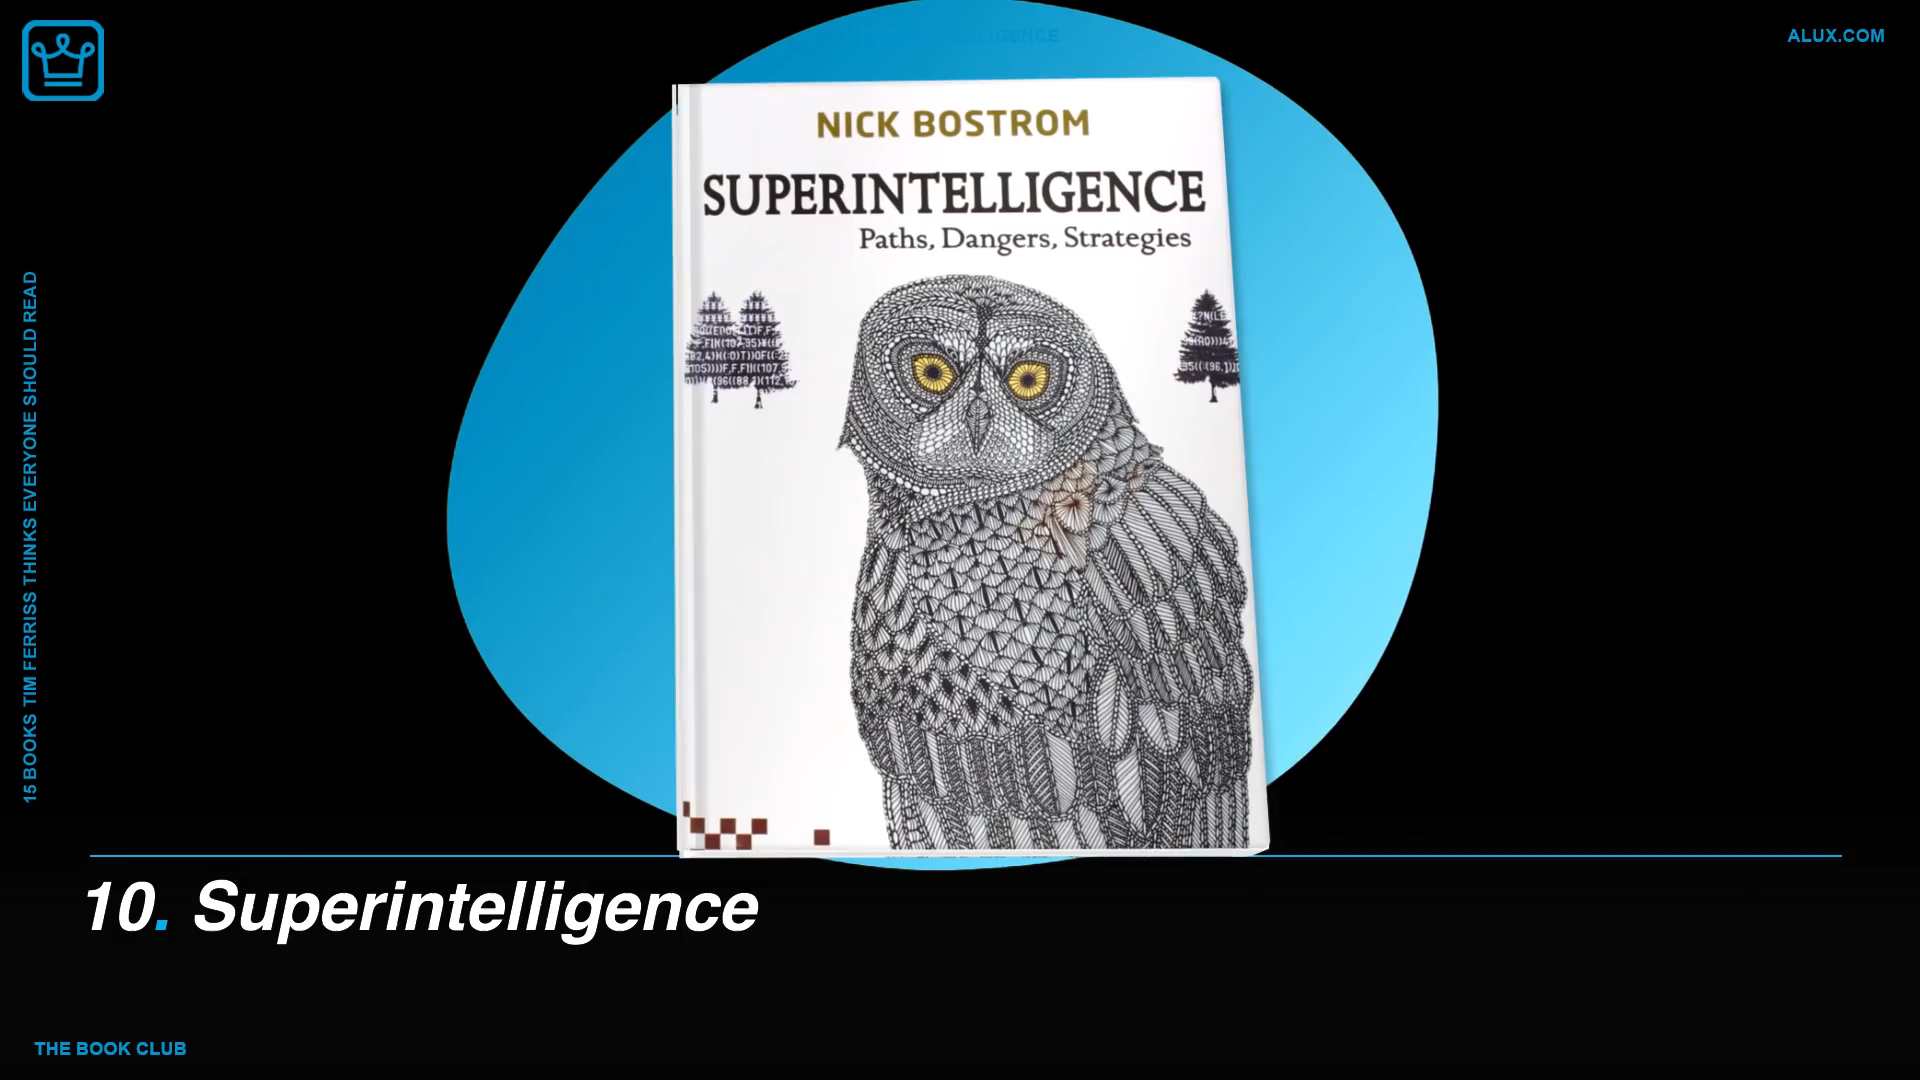 ALUX.COM
NICK BOSTROM
SUPERINTELLIGENCE
Paths, Dangers, Strategies
15 BOOKS TIM FERRISS THINKS EVERYONE SHOULD READ
10. Superintelligence
THE BOOK CLUB